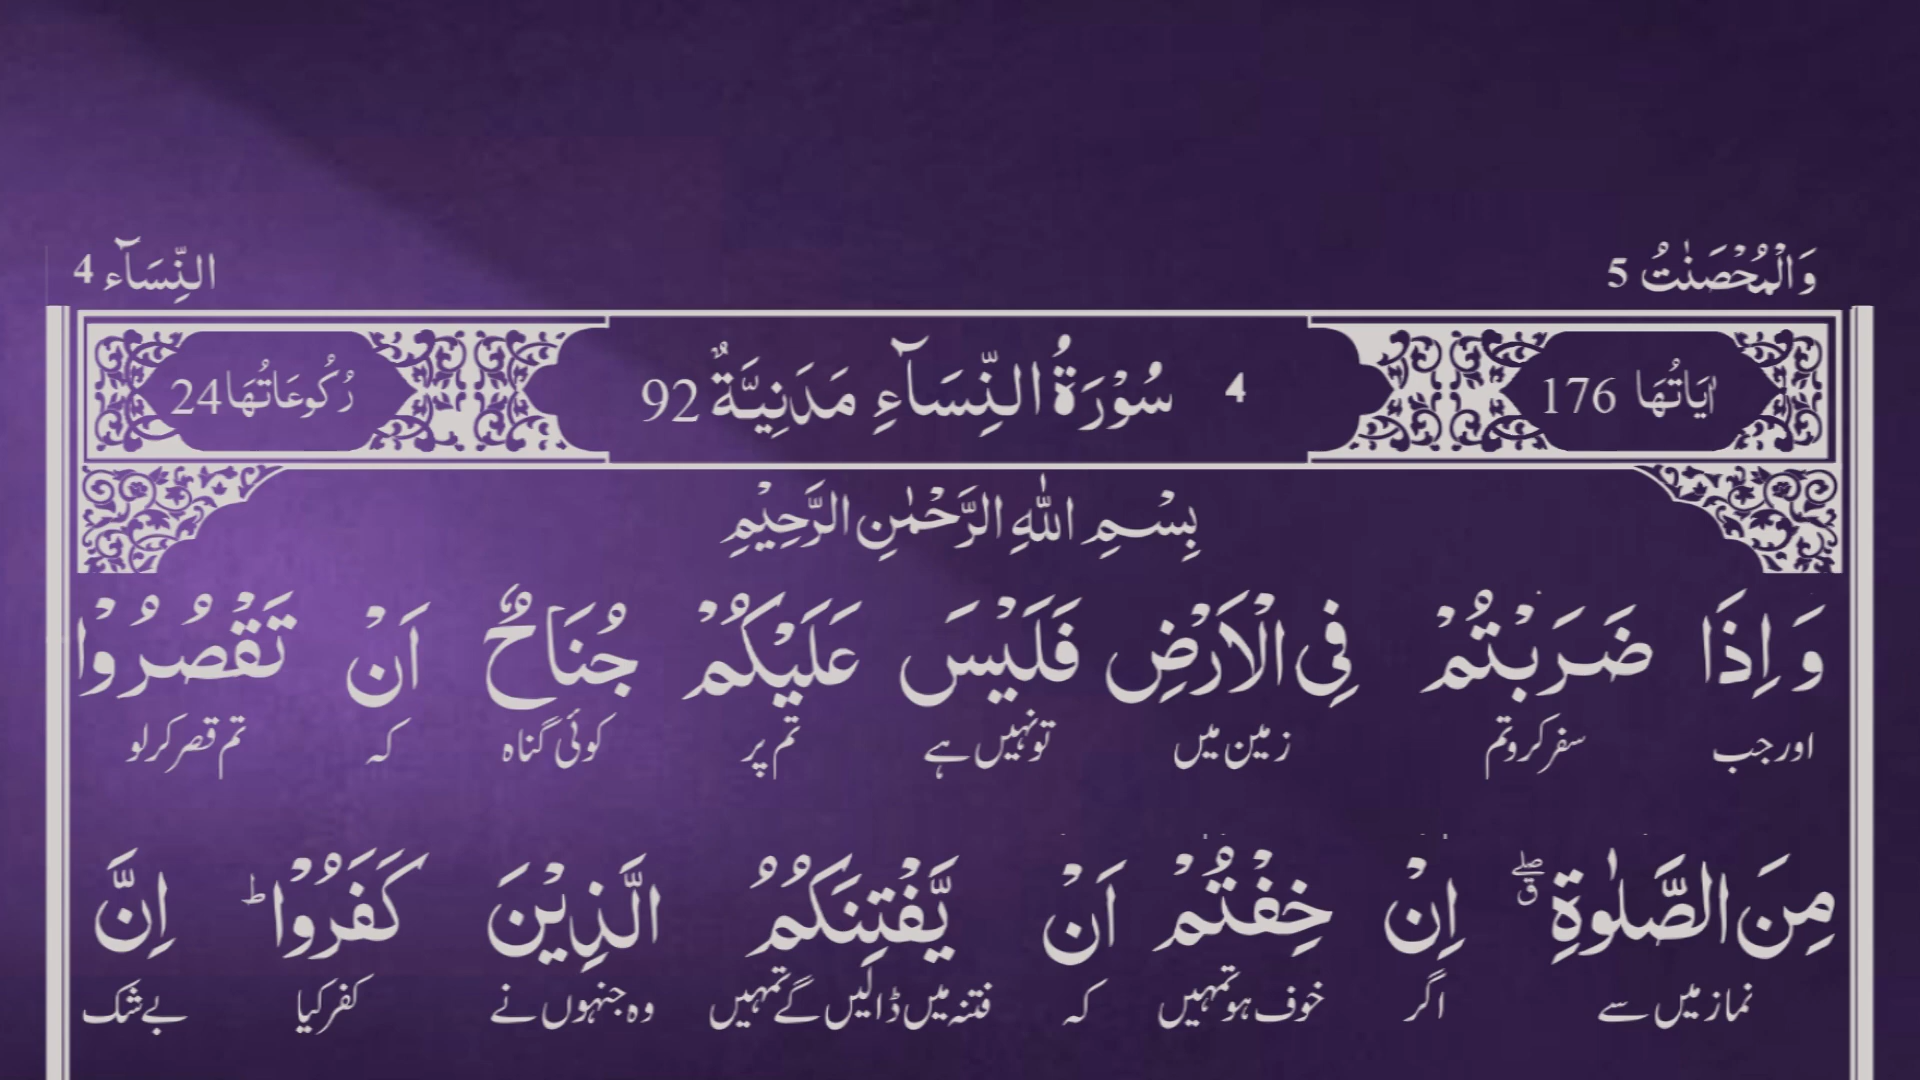 وَالْمُحْصَنٰتُ 5 النِّسَآء 4
اٰيَاتُهَا 176 4 سُوْرَةُ النِّسَآءِ مَدَنِيَّةٌ 92 رُكُوْعَاتُهَا 24
بِسْمِ اللّٰهِ الرَّحْمٰنِ الرَّحِيْمِ
وَ اِذَا ضَرَبْتُمْ فِى الْاَرْضِ فَلَيْسَ عَلَيْكُمْ جُنَاحٌ اَنْ تَقْصُرُوْا
اور جب سفر کرو تم زمین میں تو نہیں ہے تم پر کوئی گناہ کہ تم قصر کر لو
مِنَ الصَّلٰوةِ ۖۗ اِنْ خِفْتُمْ اَنْ يَّفْتِنَكُمُ الَّذِيْنَ كَفَرُوْا ؕ اِنَّ
نماز میں سے اگر خوف ہو تمہیں کہ فتنہ میں ڈالیں گے تمہیں وہ جنہوں نے کفر کیا بے شک